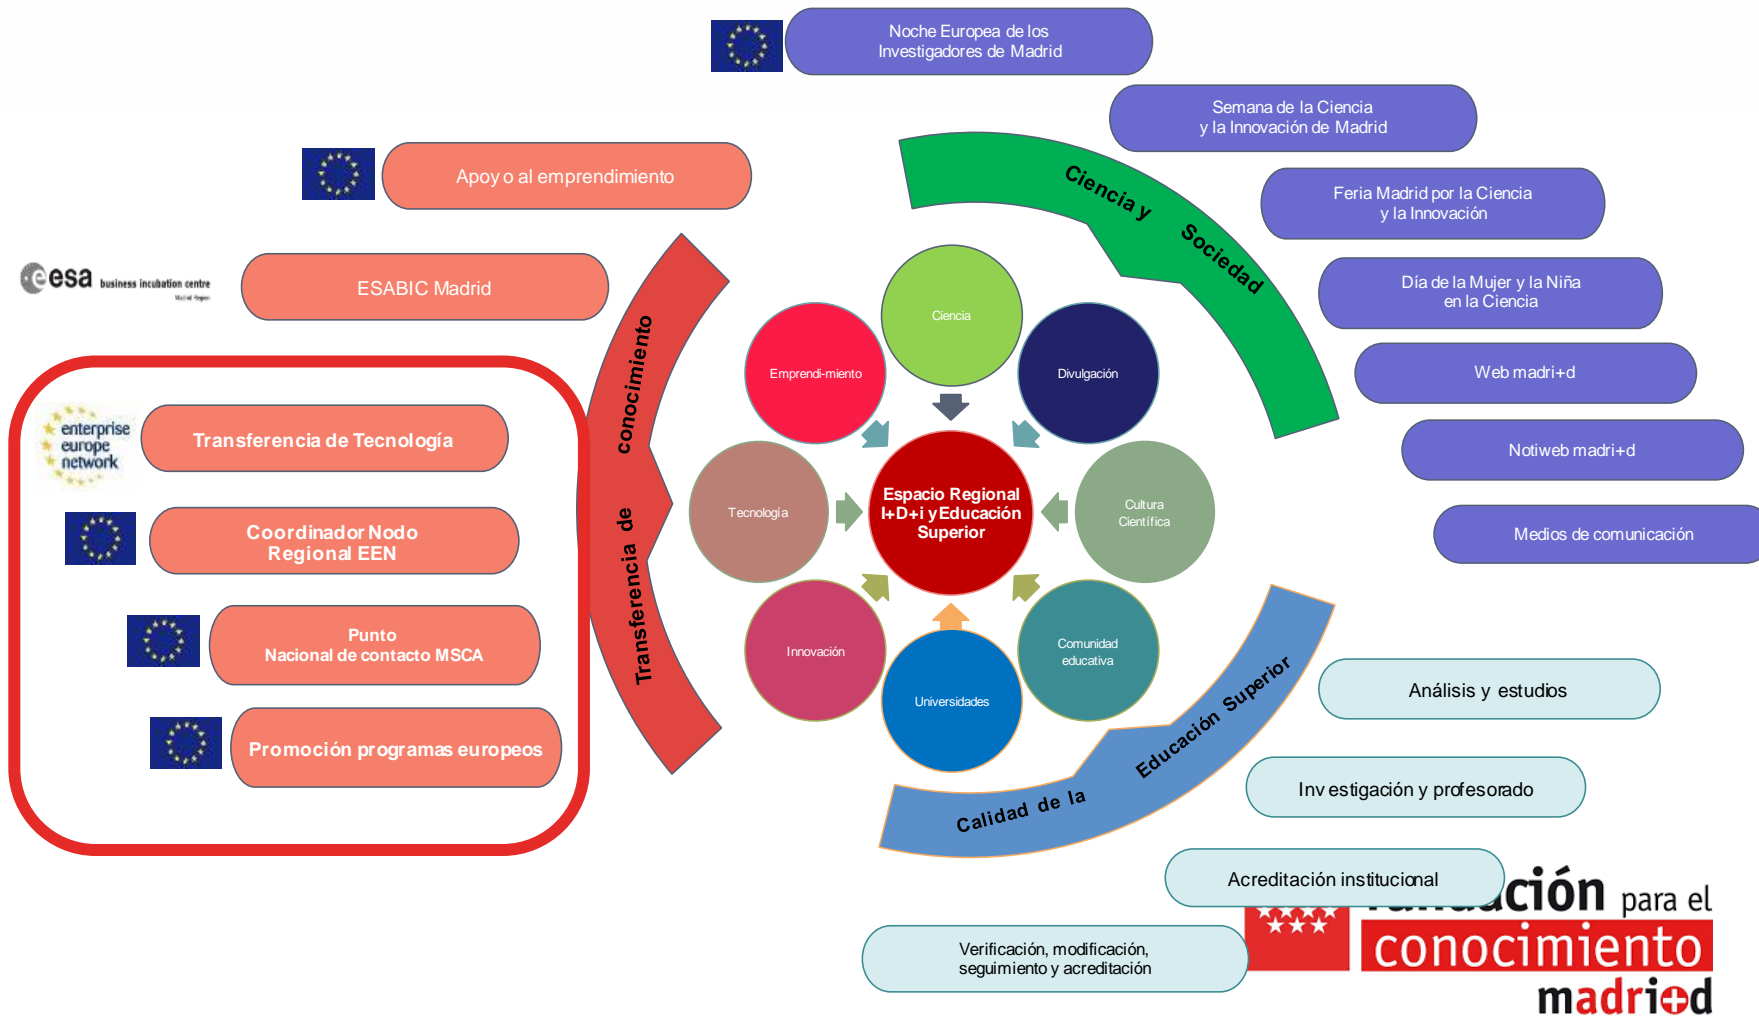 Noche Europea de los
Investigadores de Madrid
Semana de la Ciencia
y la Innovación de Madrid
Apoyo al emprendimiento
Feria Madrid por la Ciencia
y la Innovación
Ciencia y Sociedad
esa business incubation centre
Madrid Region
ESABIC Madrid
Día de la Mujer y la Niña
en la Ciencia
Web madri+d
Notiweb madri+d
Medios de comunicación
Transferencia de conocimiento
enterprise
europe
network
Transferencia de Tecnología
Coordinador Nodo
Regional EEN
Punto
Nacional de contacto MSCA
Promoción programas europeos
Ciencia
Emprendi-miento
Divulgación
Tecnología
Espacio Regional
I+D+i y Educación
Superior
Cultura
Científica
Innovación
Comunidad
educativa
Universidades
Calidad de la Educación Superior
Análisis y estudios
Investigación y profesorado
Acreditación institucional
Verificación, modificación,
seguimiento y acreditación
ción para el
conocimiento
madri+d